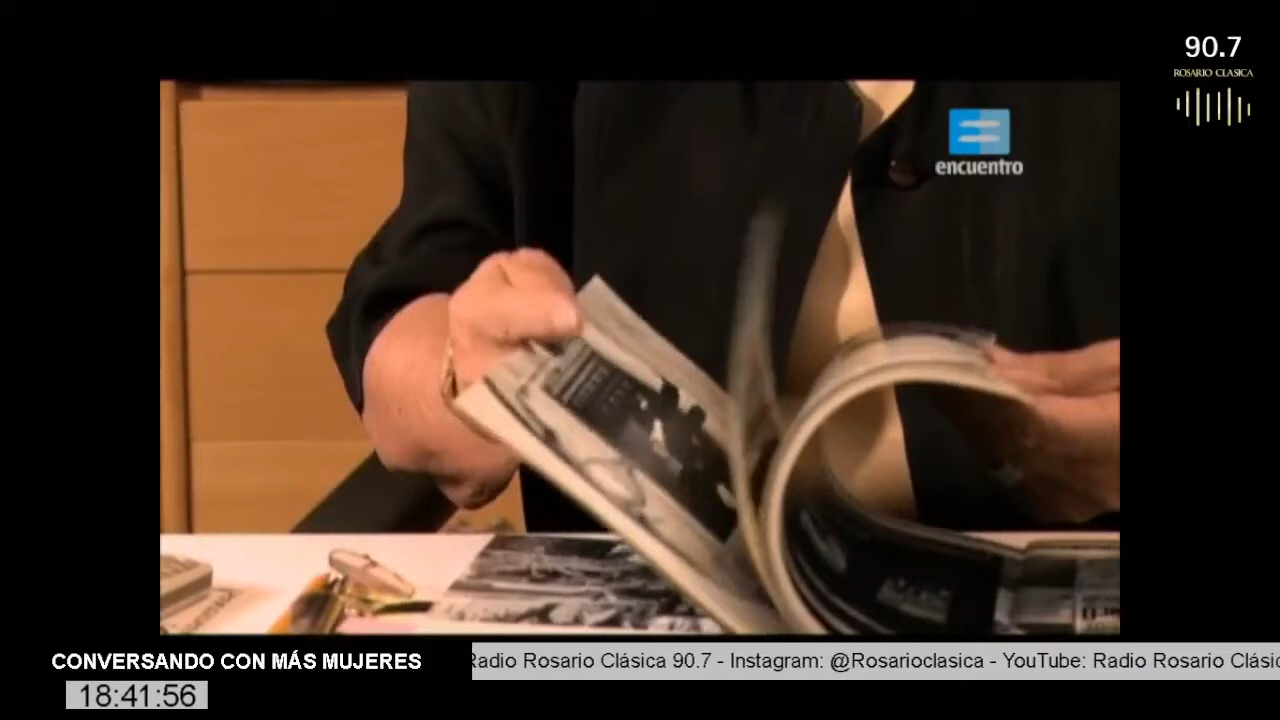 90.7
ROSARIO CLASICA
encuentro
CONVERSANDO CON MÁS MUJERES
Radio Rosario Clásica 90.7 - Instagram: @Rosarioclasica - YouTube: Radio Rosario Clásic
18:41:56